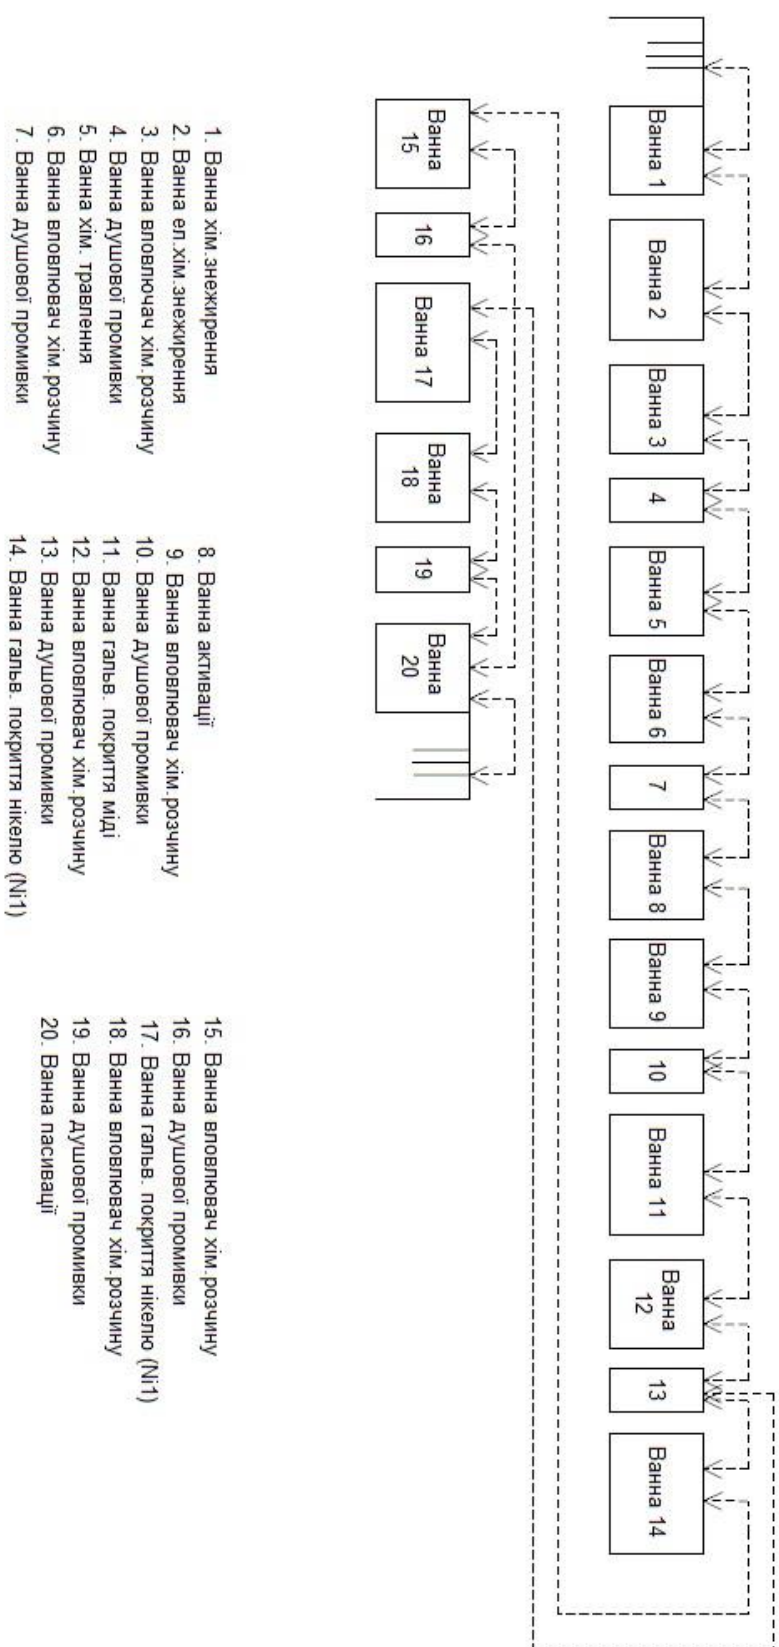 Ванна 1
Ванна 2
Ванна 3
4
Ванна 5
Ванна 6
7
Ванна 8
Ванна 9
10
Ванна 11
Ванна
12
13
Ванна 14
Ванна
15
16
Ванна 17
Ванна
18
19
Ванна
20
1. Ванна хім.знежирення
2. Ванна ел.хім.знежирення
3. Ванна вловлючач хім.розчину
4. Ванна душової промивки
5. Ванна хім. травлення
6. Ванна вловлювач хім.розчину
7. Ванна душової промивки
8. Ванна активації
9. Ванна вловлювач хім.розчину
10. Ванна душової промивки
11. Ванна гальв. покриття міді
12. Ванна вловлювач хім.розчину
13. Ванна душової промивки
14. Ванна гальв. покриття нікелю (Ni1)
15. Ванна вловлювач хім.розчину
16. Ванна душової промивки
17. Ванна гальв. покриття нікелю (Ni1)
18. Ванна вловлювач хім.розчину
19. Ванна душової промивки
20. Ванна пасивації